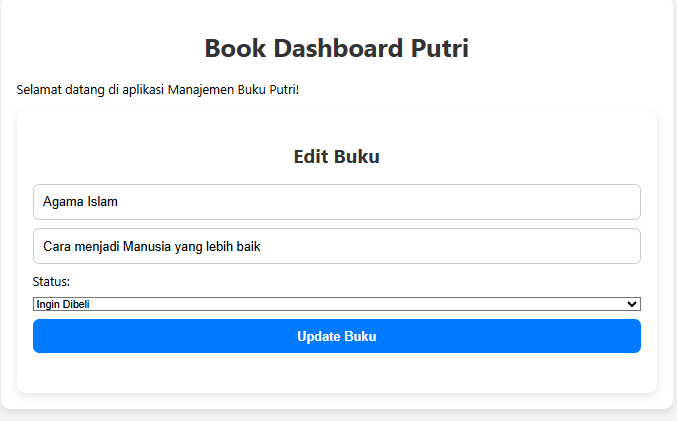 Book Dashboard Putri
Selamat datang di aplikasi Manajemen Buku Putri!
Edit Buku
Agama Islam
Cara menjadi Manusia yang lebih baik
Status:
Ingin Dibeli
Update Buku